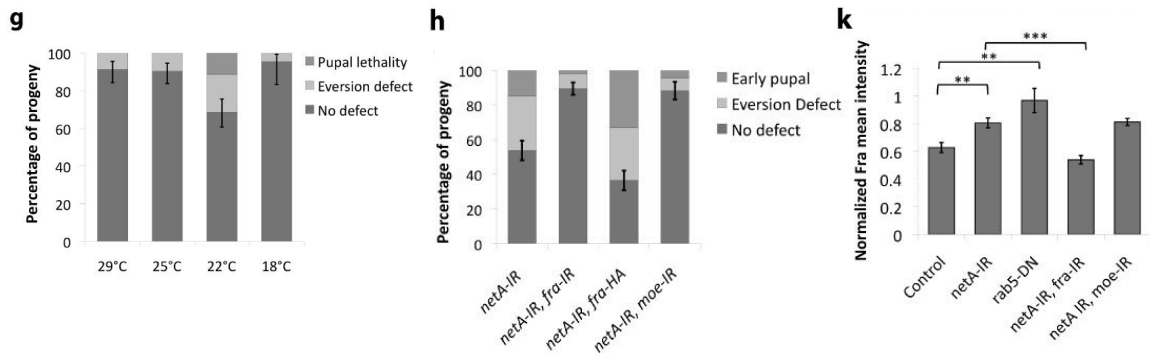 g
Percentage of progeny
100
80
60
40
20
0
29°C 25°C 22°C 18°C
Pupal lethality
Eversion defect
No defect
h
Percentage of progeny
100
80
60
40
20
0
netA-IR
netA-IR, fra-IR
netA-IR, fra-HA
netA-IR, moe-IR
Early pupal
Eversion Defect
No defect
k
Normalized Fra mean intensity
1.2
1
0.8
0.6
0.4
0.2
0
***
**
**
Control
netA-IR
rab5-DN
netA-IR, fra-IR
netA IR, moe-IR